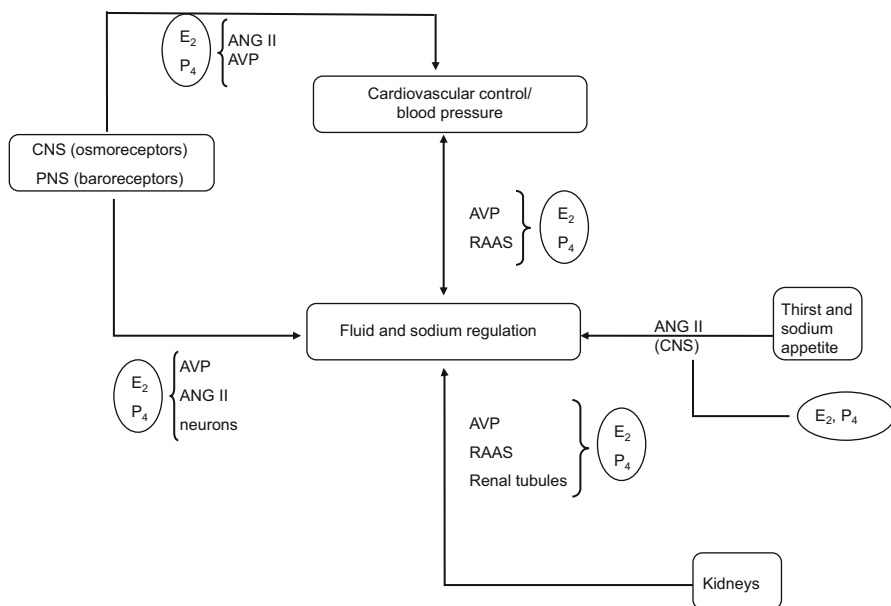 E₂
P₄
ANG II
AVP
Cardiovascular control/
blood pressure
CNS (osmoreceptors)
PNS (baroreceptors)
AVP
RAAS
E₂
P₄
Fluid and sodium regulation
ANG II
(CNS)
Thirst and
sodium
appetite
E₂
P₄
AVP
ANG II
neurons
E₂, P₄
AVP
RAAS
Renal tubules
E₂
P₄
Kidneys